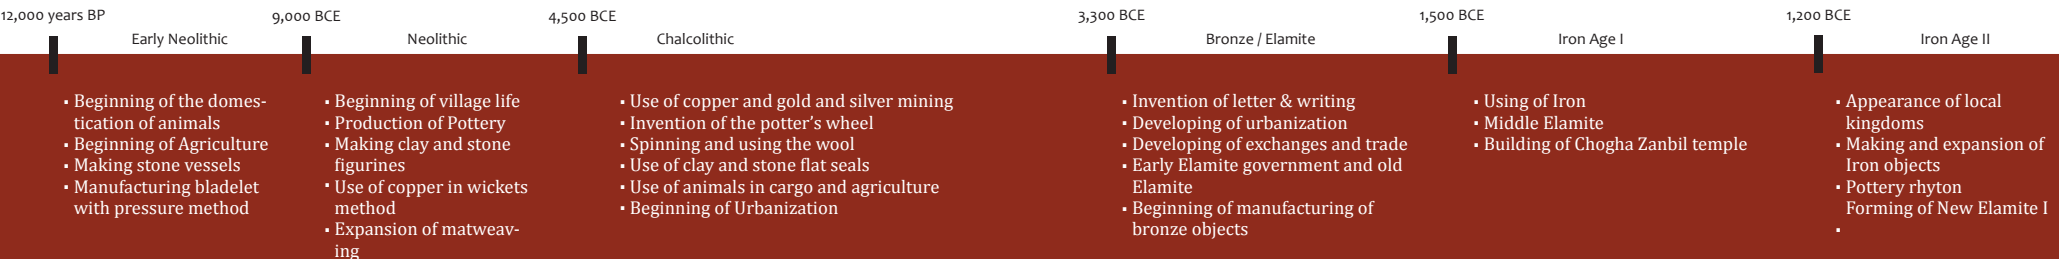 12,000 years BP
Early Neolithic
▪ Beginning of the domes-
tication of animals
▪ Beginning of Agriculture
▪ Making stone vessels
▪ Manufacturing bladelet
with pressure method
9,000 BCE
Neolithic
▪ Beginning of village life
▪ Production of Pottery
▪ Making clay and stone
figurines
▪ Use of copper in wickets
method
▪ Expansion of matweav-
ing
4,500 BCE
Chalcolithic
▪ Use of copper and gold and silver mining
▪ Invention of the potter’s wheel
▪ Spinning and using the wool
▪ Use of clay and stone flat seals
▪ Use of animals in cargo and agriculture
▪ Beginning of Urbanization
3,300 BCE
Bronze / Elamite
▪ Invention of letter & writing
▪ Developing of urbanization
▪ Developing of exchanges and trade
▪ Early Elamite government and old
Elamite
▪ Beginning of manufacturing of
bronze objects
1,500 BCE
Iron Age I
▪ Using of Iron
▪ Middle Elamite
▪ Building of Chogha Zanbil temple
1,200 BCE
Iron Age II
▪ Appearance of local
kingdoms
▪ Making and expansion of
Iron objects
▪ Pottery rhyton
Forming of New Elamite I
▪